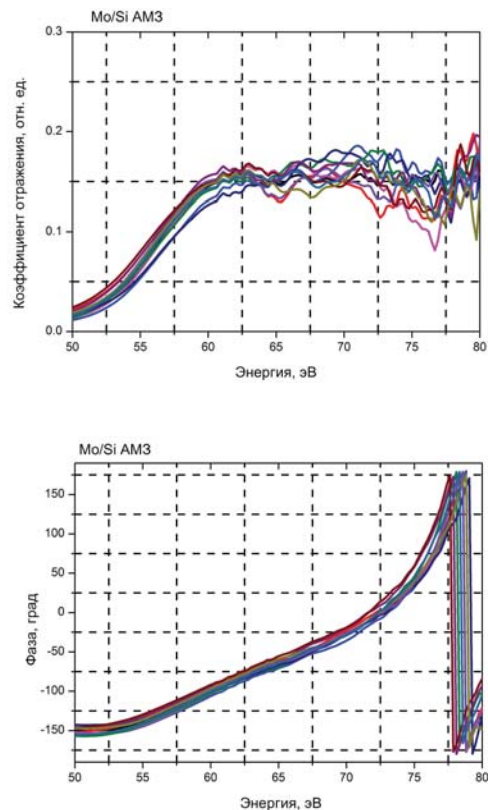 Mo/Si AM3
0.3
0.2
0.1
0.0
Коэффициент отражения, отн. ед.
50 55 60 65 70 75 80
Энергия, эВ
Mo/Si AM3
150
100
50
0
-50
-100
-150
Фаза, град
50 55 60 65 70 75 80
Энергия, эВ